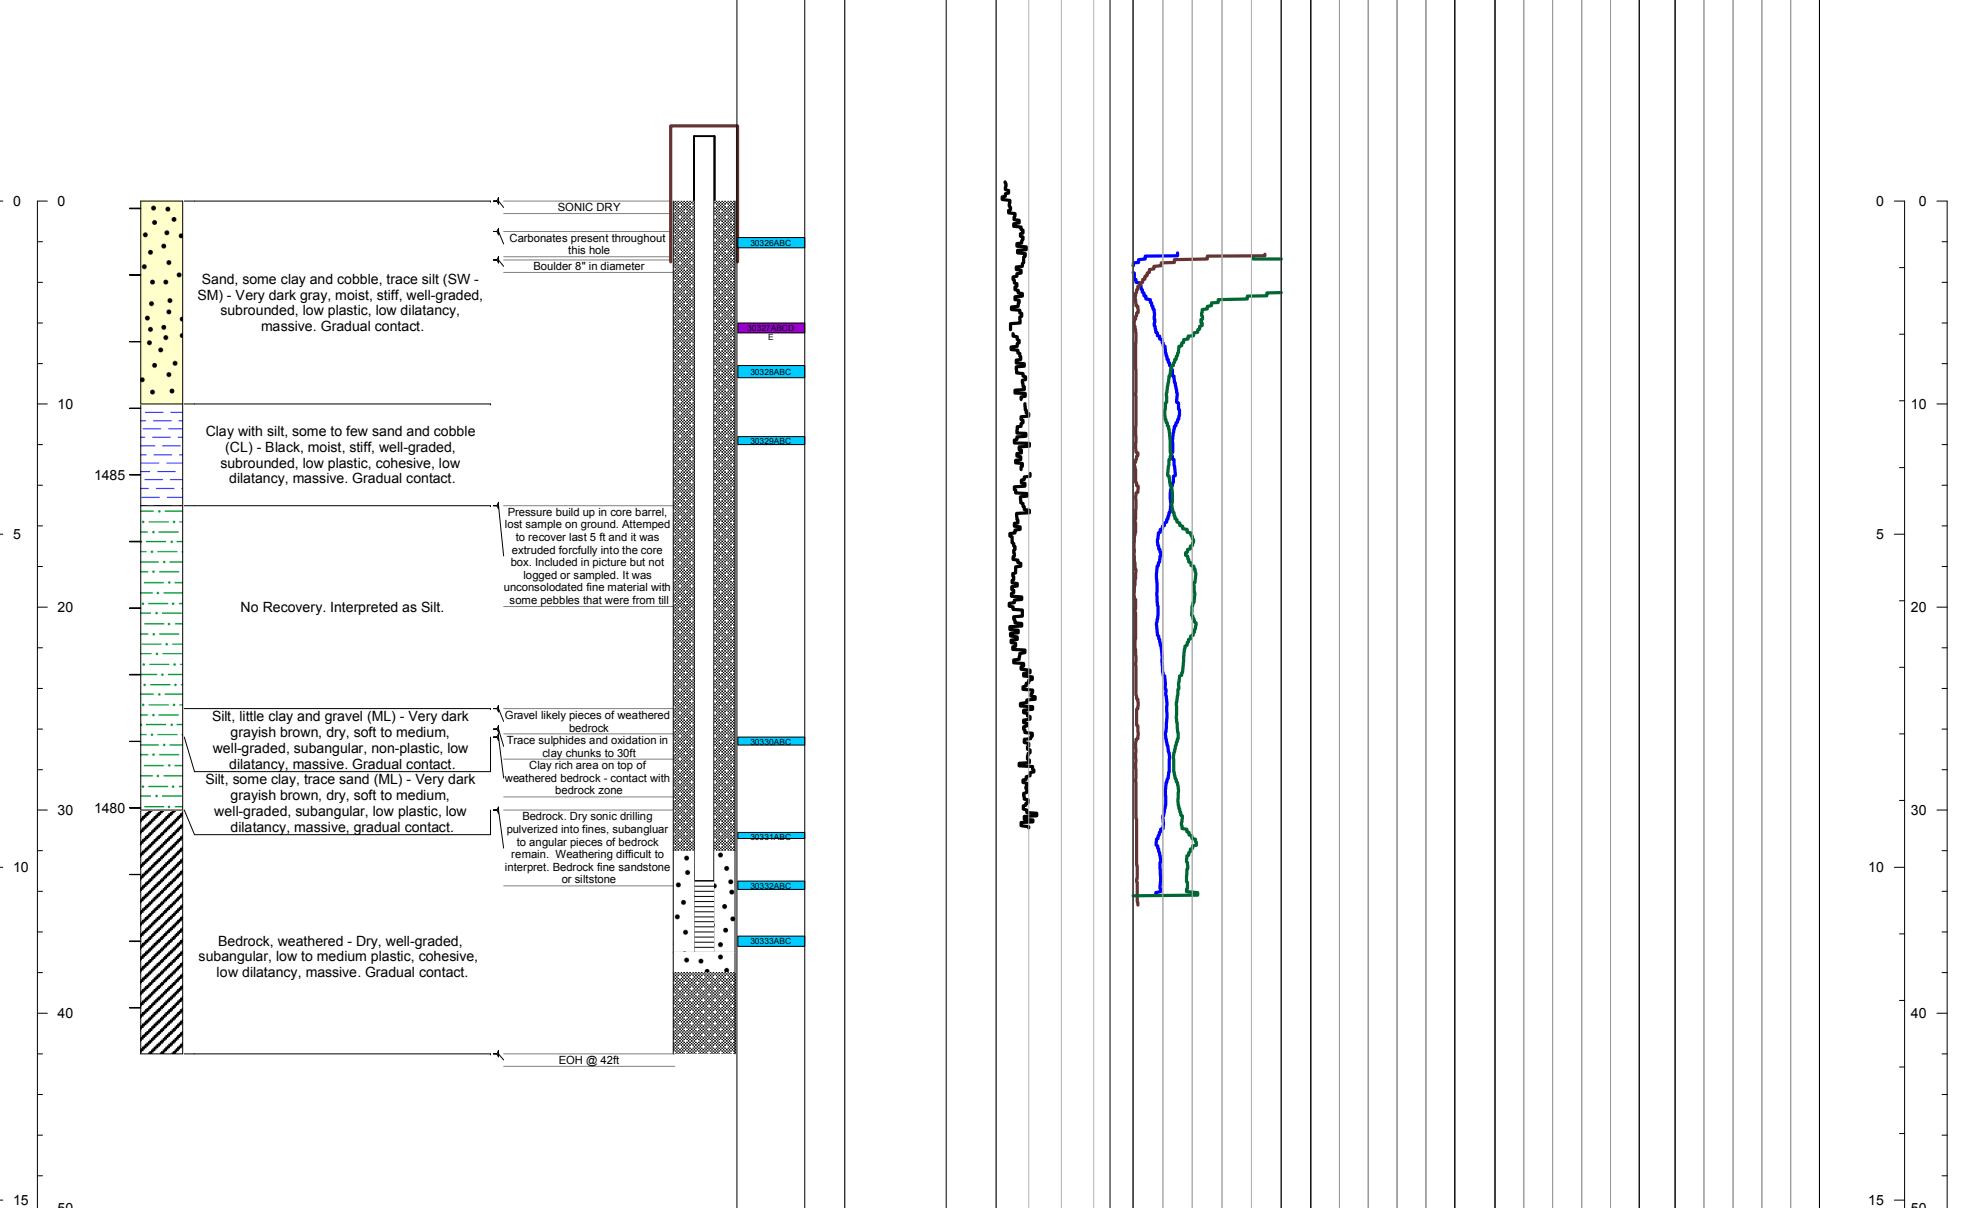 0
0
5
10
10
20
30
15
40
50
1485
1480
Sand, some clay and cobble, trace silt (SW -
SM) - Very dark gray, moist, stiff, well-graded,
subrounded, low plastic, low dilatancy,
massive. Gradual contact.
Clay with silt, some to few sand and cobble
(CL) - Black, moist, stiff, well-graded,
subrounded, low plastic, cohesive, low
dilatancy, massive. Gradual contact.
No Recovery. Interpreted as Silt.
Silt, little clay and gravel (ML) - Very dark
grayish brown, dry, soft to medium,
well-graded, subangular, non-plastic, low
dilatancy, massive. Gradual contact.
Silt, some clay, trace sand (ML) - Very dark
grayish brown, dry, soft to medium,
well-graded, subangular, low plastic, low
dilatancy, massive, gradual contact.
Bedrock, weathered - Dry, well-graded,
subangular, low to medium plastic, cohesive,
low dilatancy, massive. Gradual contact.
SONIC DRY
Carbonates present throughout
this hole
Boulder 8" in diameter
Pressure build up in core barrel,
lost sample on ground. Attemped
to recover last 5 ft and it was
extruded forcfully into the core
box. Included in picture but not
logged or sampled. It was
unconsolodated fine material with
some pebbles that were from till
Gravel likely pieces of weathered
bedrock
Trace sulphides and oxidation in
clay chunks to 30ft
Clay rich area on top of
weathered bedrock - contact with
bedrock zone
Bedrock. Dry sonic drilling
pulverized into fines, subangluar
to angular pieces of bedrock
remain. Weathering difficult to
interpret. Bedrock fine sandstone
or siltstone
EOH @ 42ft
30326ABC
30327ABCD
E
30328ABC
30329ABC
30330ABC
30331ABC
30332ABC
30333ABC
0
0
5
10
10
20
30
15
40
50